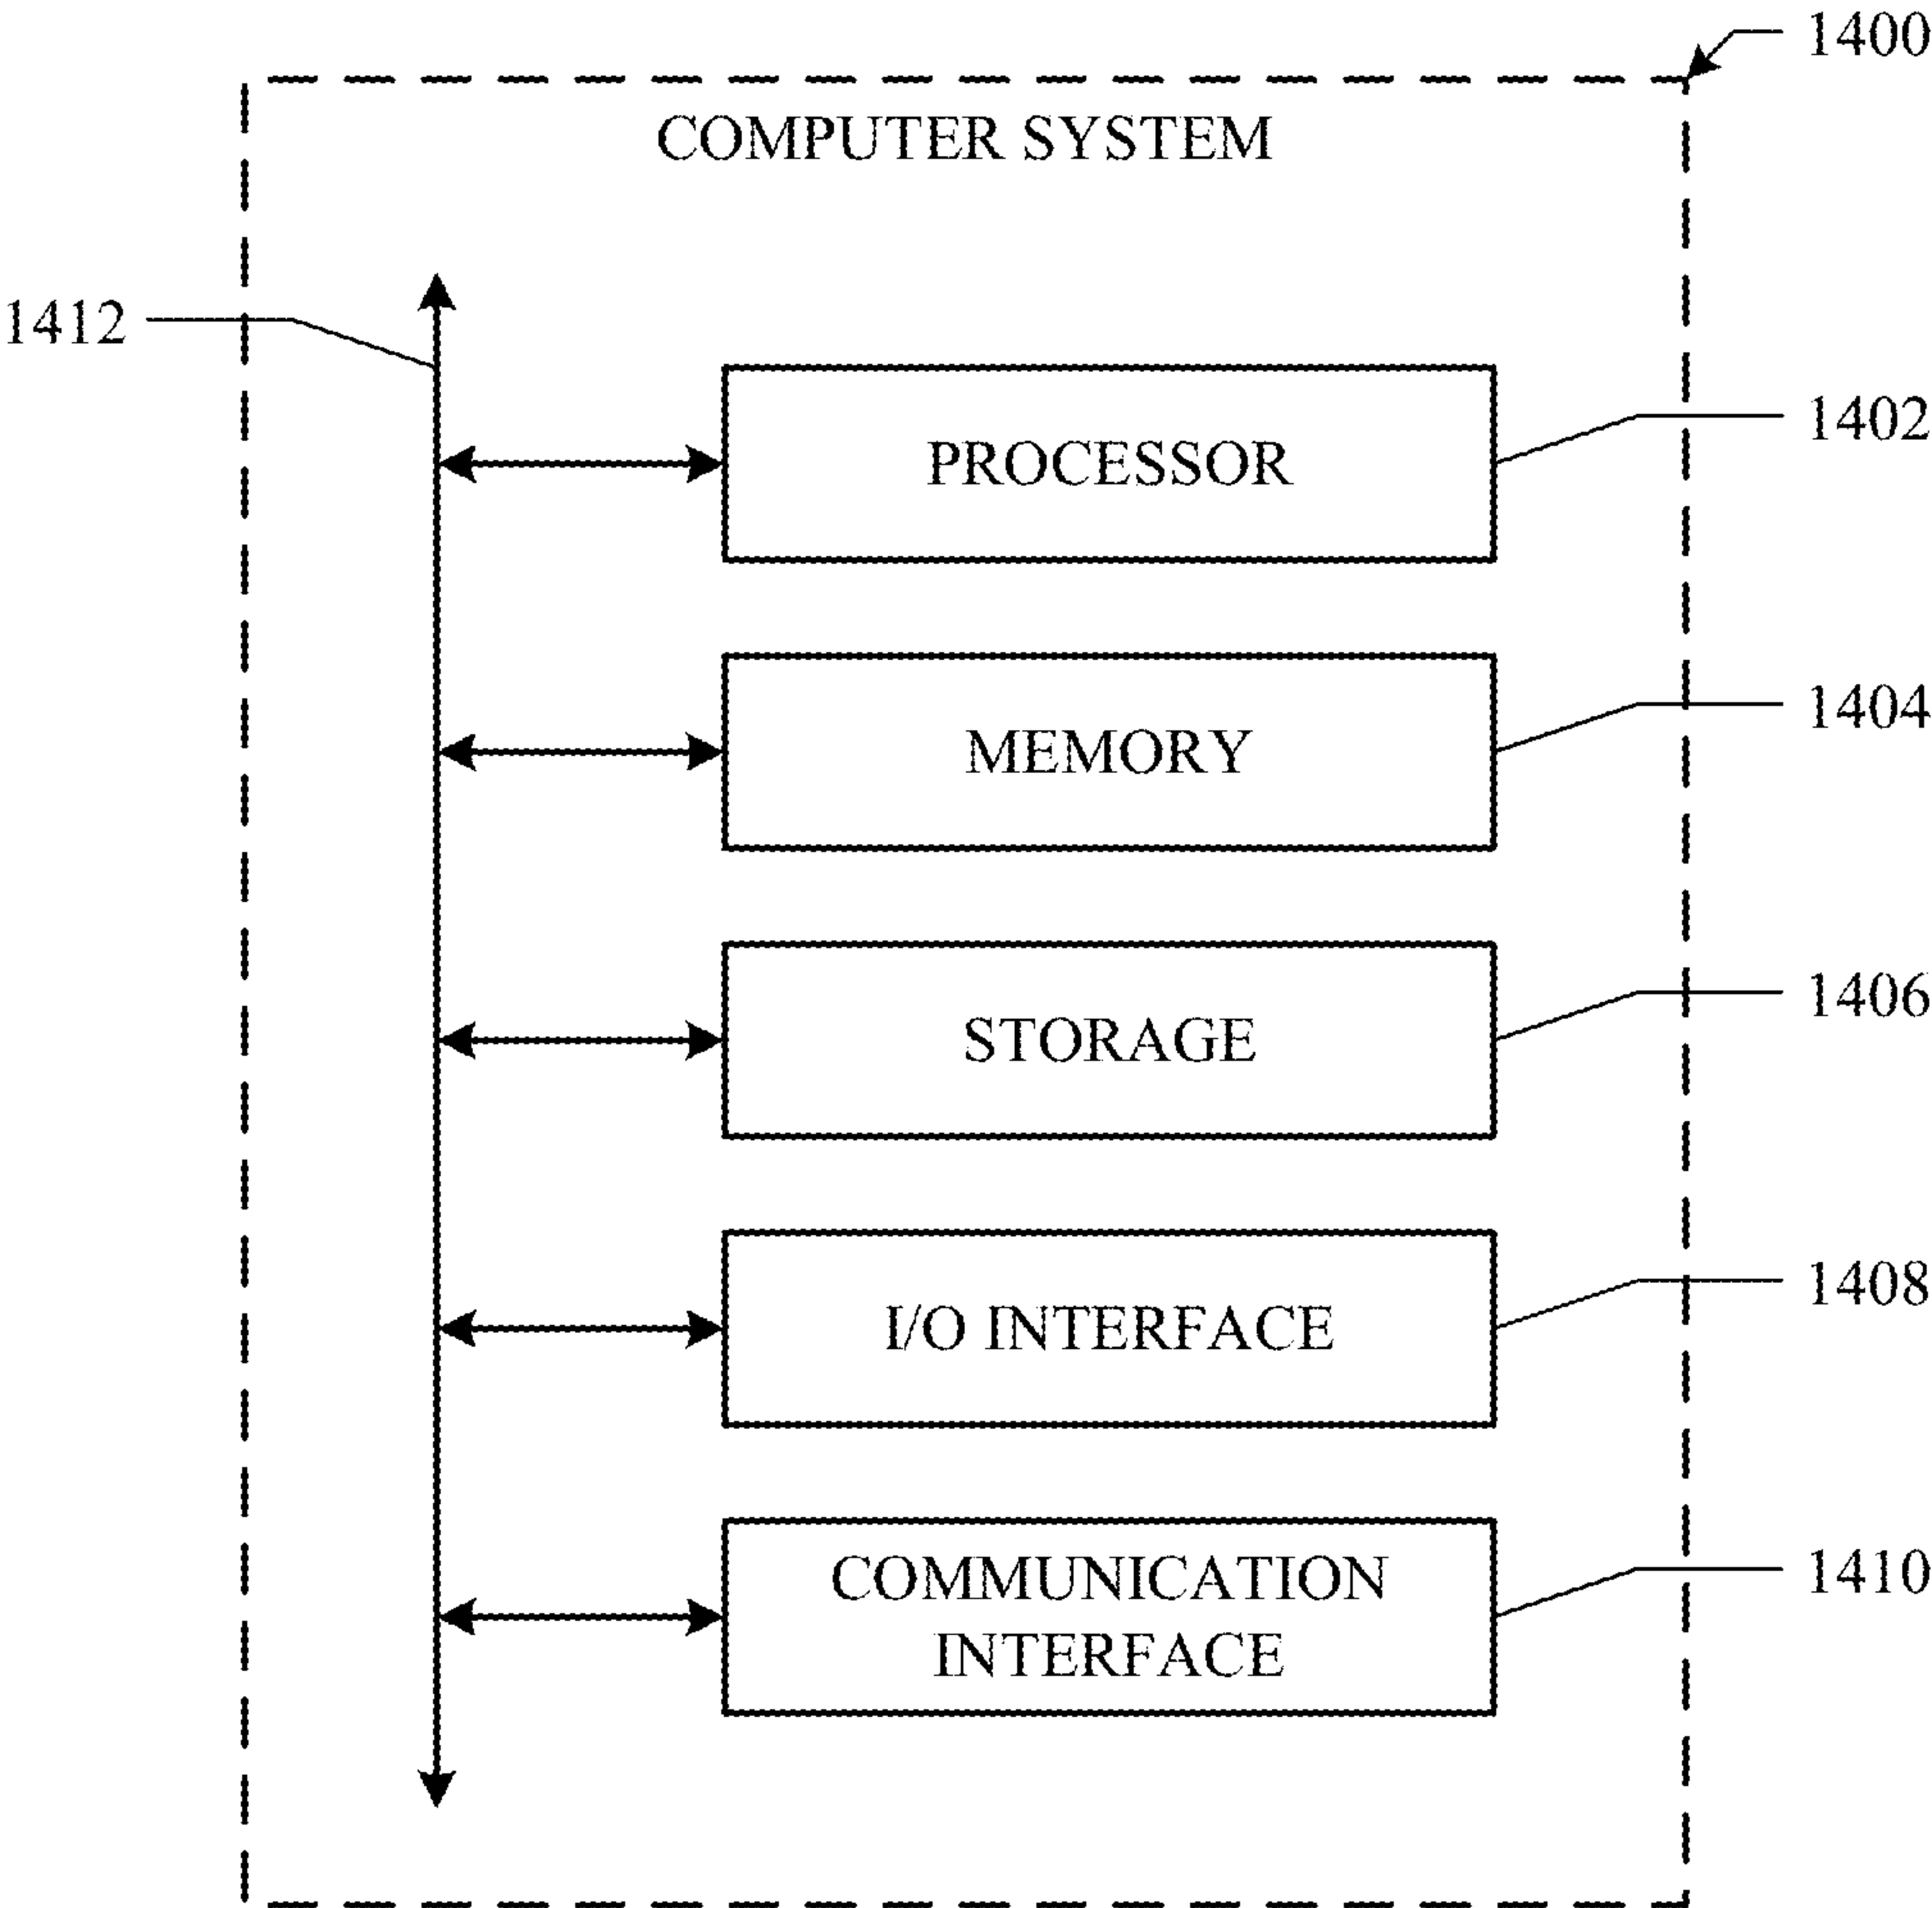 1400
COMPUTER SYSTEM
1412
PROCESSOR
1402
MEMORY
1404
STORAGE
1406
I/O INTERFACE
1408
COMMUNICATION
INTERFACE
1410